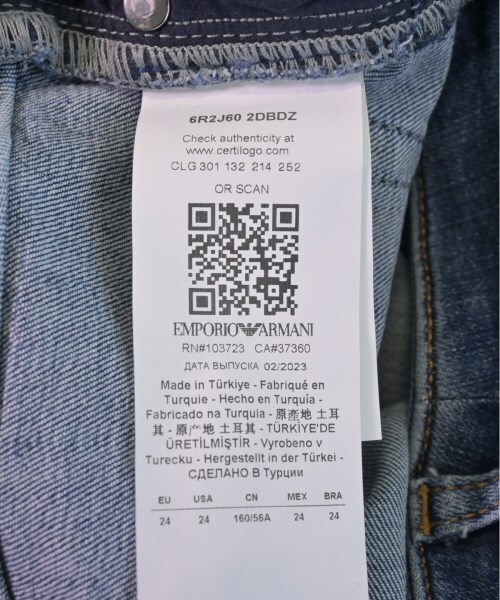 6R2J60 2DBDZ
Check authenticity at
www.certilogo.com
CLG 301 132 214 252
OR SCAN
EMPORIO ARMANI
RN#103723 CA#37360
ДАТА ВЫПУСКА 02/2023
Made in Türkiye - Fabriqué en
Turquie - Hecho en Turquía -
Fabricado na Turquia - 原產地 土耳
其 - 原产地 土耳其 - TÜRKİYE'DE
ÜRETİLMİŞTİR - Vyrobeno v
Turecku - Hergestellt in der Türkei -
СДЕЛАНО В Турции
EU USA CN MEX BRA
24 24 160/56A 24 24